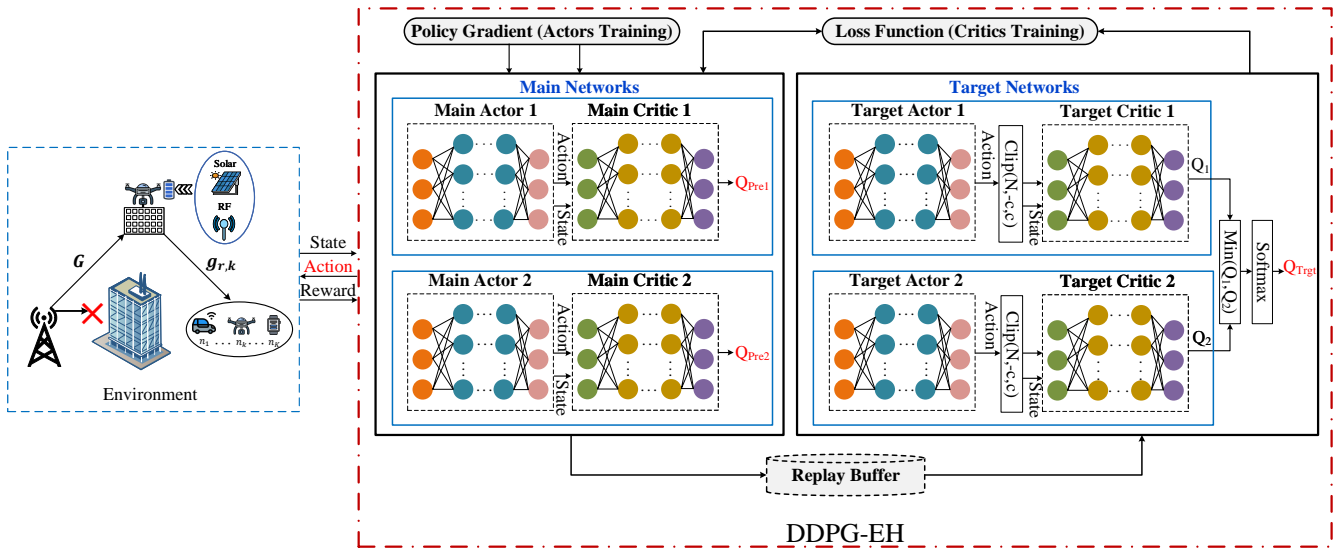 Policy Gradient (Actors Training)
Loss Function (Critics Training)
Main Networks
Main Actor 1
Main Critic 1
Action
State
Q_Pre1
Main Actor 2
Main Critic 2
Action
State
Q_Pre2
Target Networks
Target Actor 1
Target Critic 1
Action
Clip(N,-c,c)
State
Q_1
Target Actor 2
Target Critic 2
Action
Clip(N,-c,c)
State
Q_2
Min(Q_1,Q_2)
Softmax
Q_Trgt
Replay Buffer
DDPG-EH
Solar
RF
G
g_{r,k}
n_1 .... n_k .... n_K
Environment
State
Action
Reward